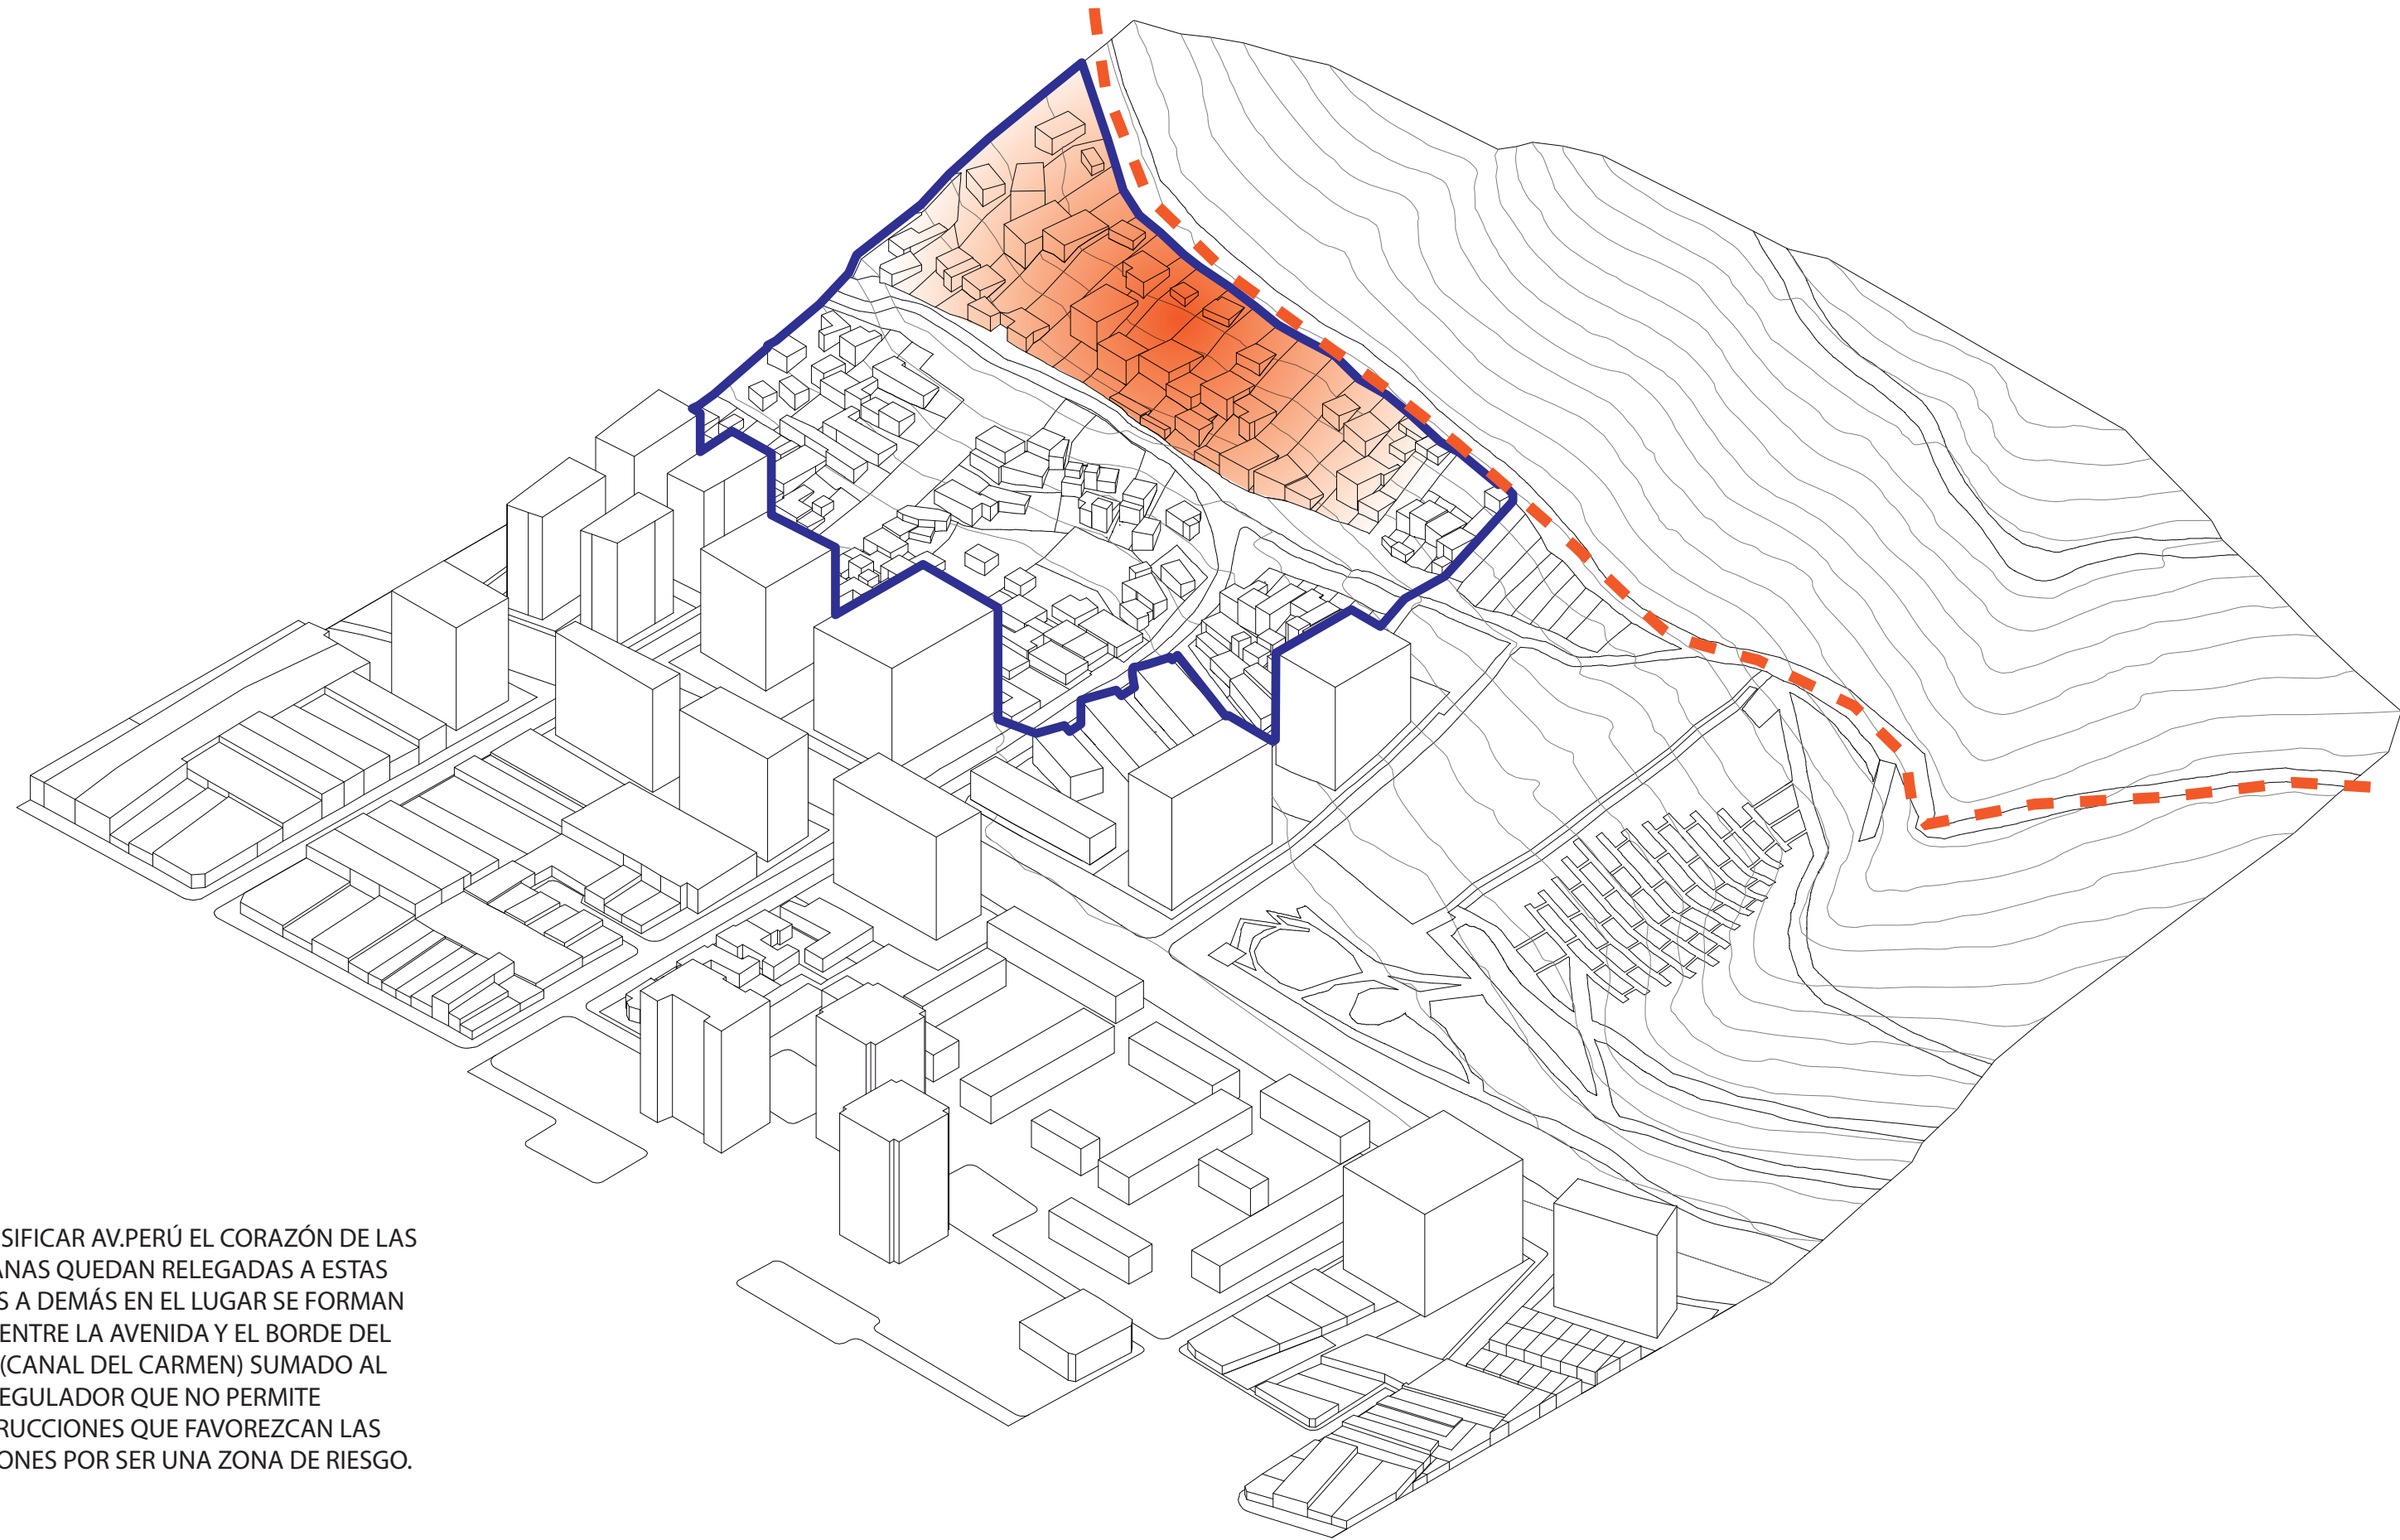 SIFICAR AV.PERÚ EL CORAZÓN DE LAS
ANAS QUEDAN RELEGADAS A ESTAS
S A DEMÁS EN EL LUGAR SE FORMAN
ENTRE LA AVENIDA Y EL BORDE DEL
(CANAL DEL CARMEN) SUMADO AL
EGULADOR QUE NO PERMITE
RUCCIONES QUE FAVOREZCAN LAS
ONES POR SER UNA ZONA DE RIESGO.